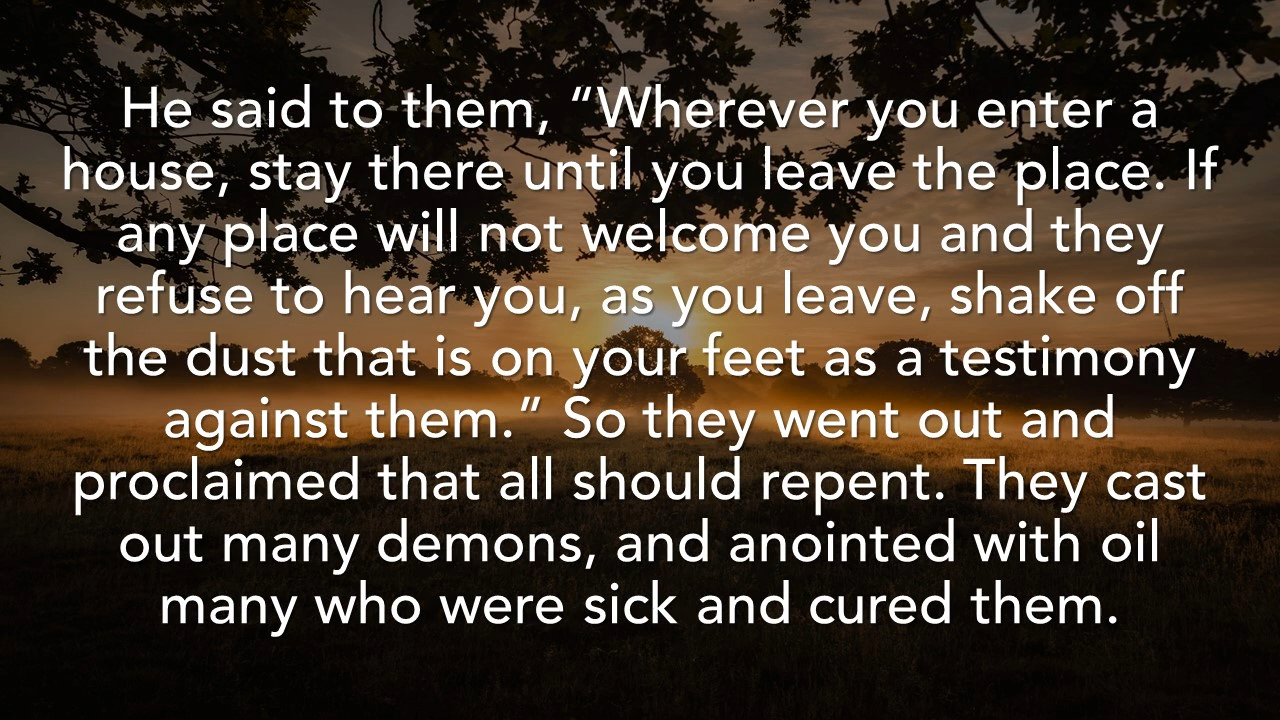 He said to them, “Wherever you enter a
house, stay there until you leave the place. If
any place will not welcome you and they
refuse to hear you, as you leave, shake off
the dust that is on your feet as a testimony
against them.” So they went out and
proclaimed that all should repent. They cast
out many demons, and anointed with oil
many who were sick and cured them.